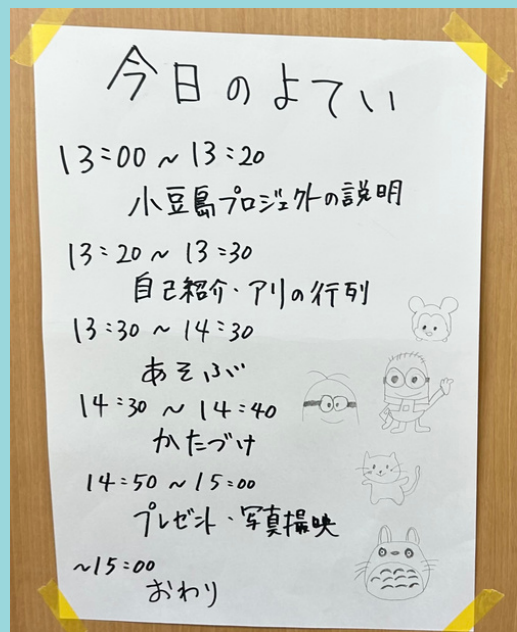 今日のよてい
13:00 ~ 13:20
小豆島プロジェクトの説明
13:20 ~ 13:30
自己紹介・アリの行列
13:30 ~ 14:30
あそぶ
14:30 ~ 14:40
かたづけ
14:50 ~ 15:00
プレゼント・写真撮映
~15:00
おわり